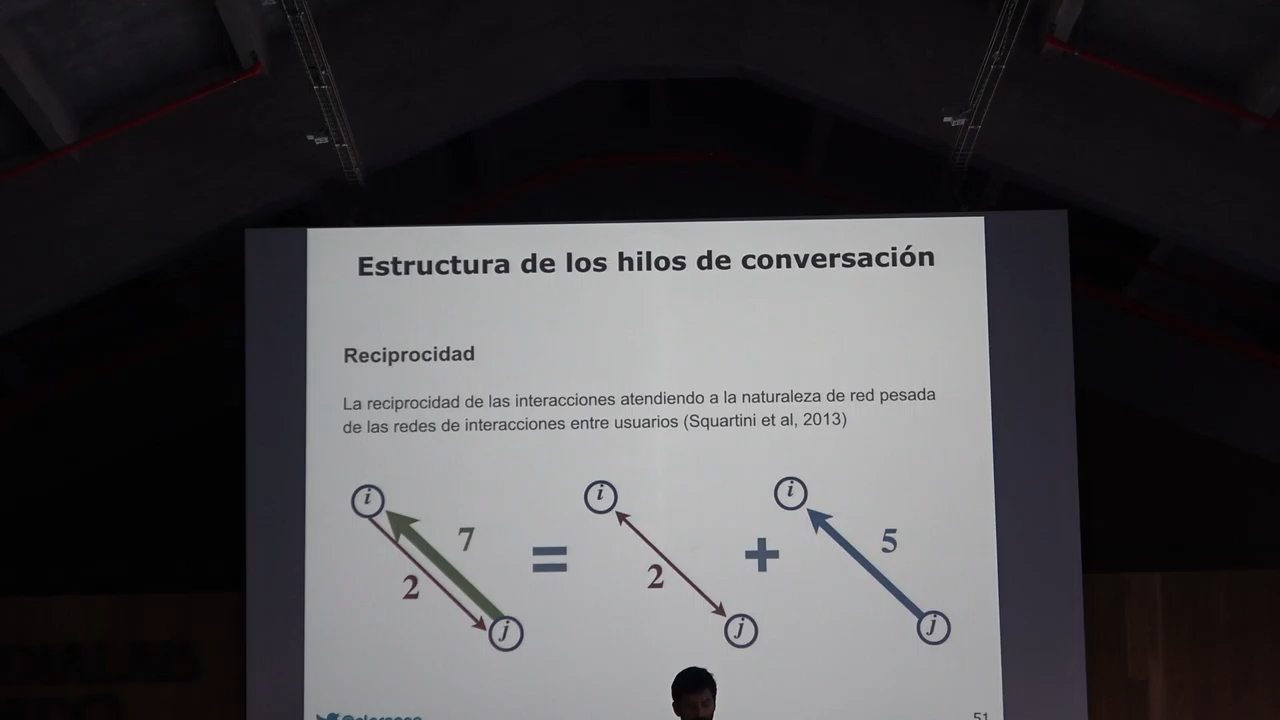 Estructura de los hilos de conversación
Reciprocidad
La reciprocidad de las interacciones atendiendo a la naturaleza de red pesada
de las redes de interacciones entre usuarios (Squartini et al, 2013)
i
7
2
j
=
i
2
j
+
i
5
j
51